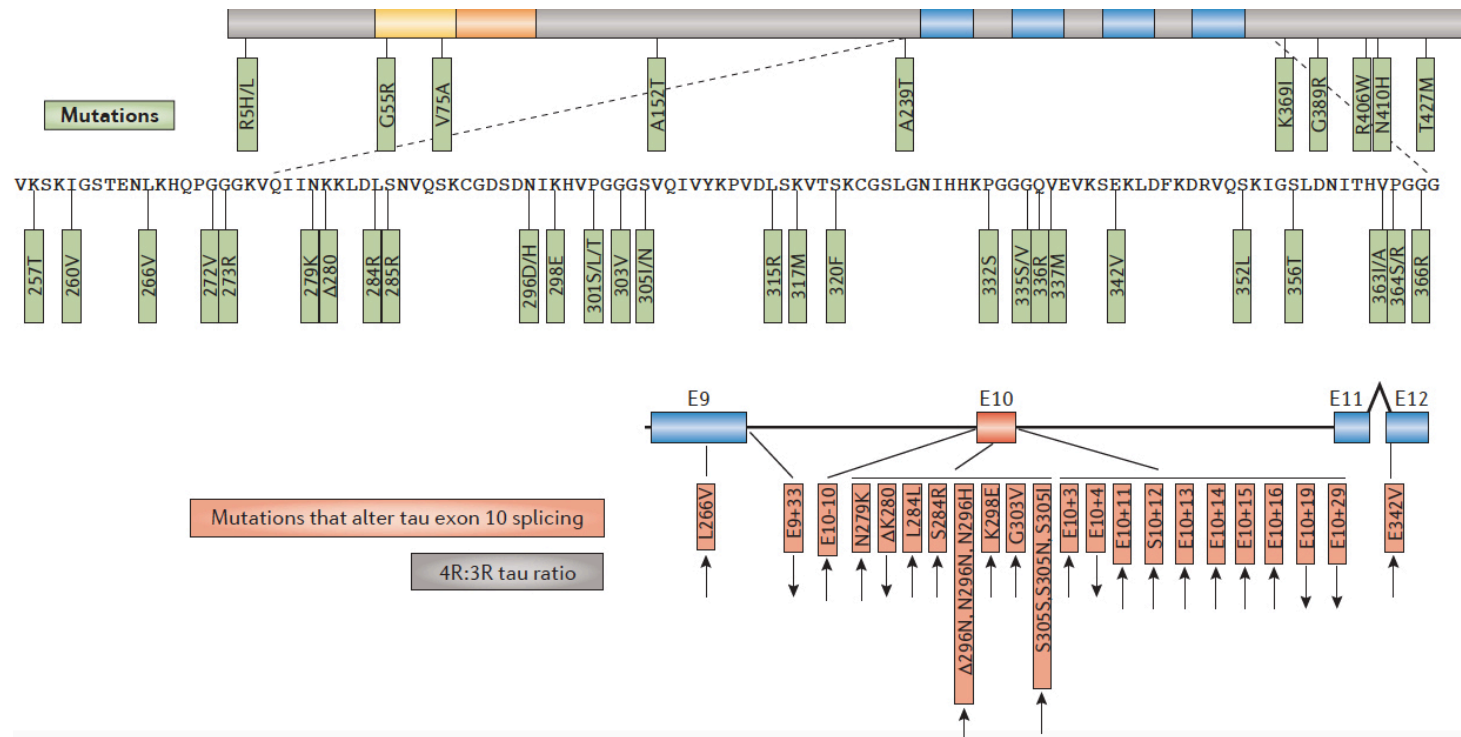 R5H/L
G55R
V75A
A152T
A239T
K369I
G389R
R406W
N410H
T427M
Mutations
VKSKIGSTENLKHQPGGGKVQIINKKLDLSNVQSKCGDSDNIKHVPGGGSVQIVYKPVDLSKVTSKCGSLGNIHHKPGGGQVEVKSEKLDFKDRVQSKIGSLDNITHVPGGG
257T
260V
266V
272V
273R
279K
Δ280
284R
285R
296D/H
298E
301S/L/T
303V
305I/N
315R
317M
320F
332S
335S/V
336R
337M
342V
352L
356T
363I/A
364S/R
366R
E9
E10
E11
E12
Mutations that alter tau exon 10 splicing
4R:3R tau ratio
L266V
E9+33
E10-10
N279K
ΔK280
L284L
S284R
Δ296N, N296N, N296H
K298E
G303V
S305S,S305N, S305I
E10+3
E10+4
E10+11
S10+12
E10+13
E10+14
E10+15
E10+16
E10+19
E10+29
E342V